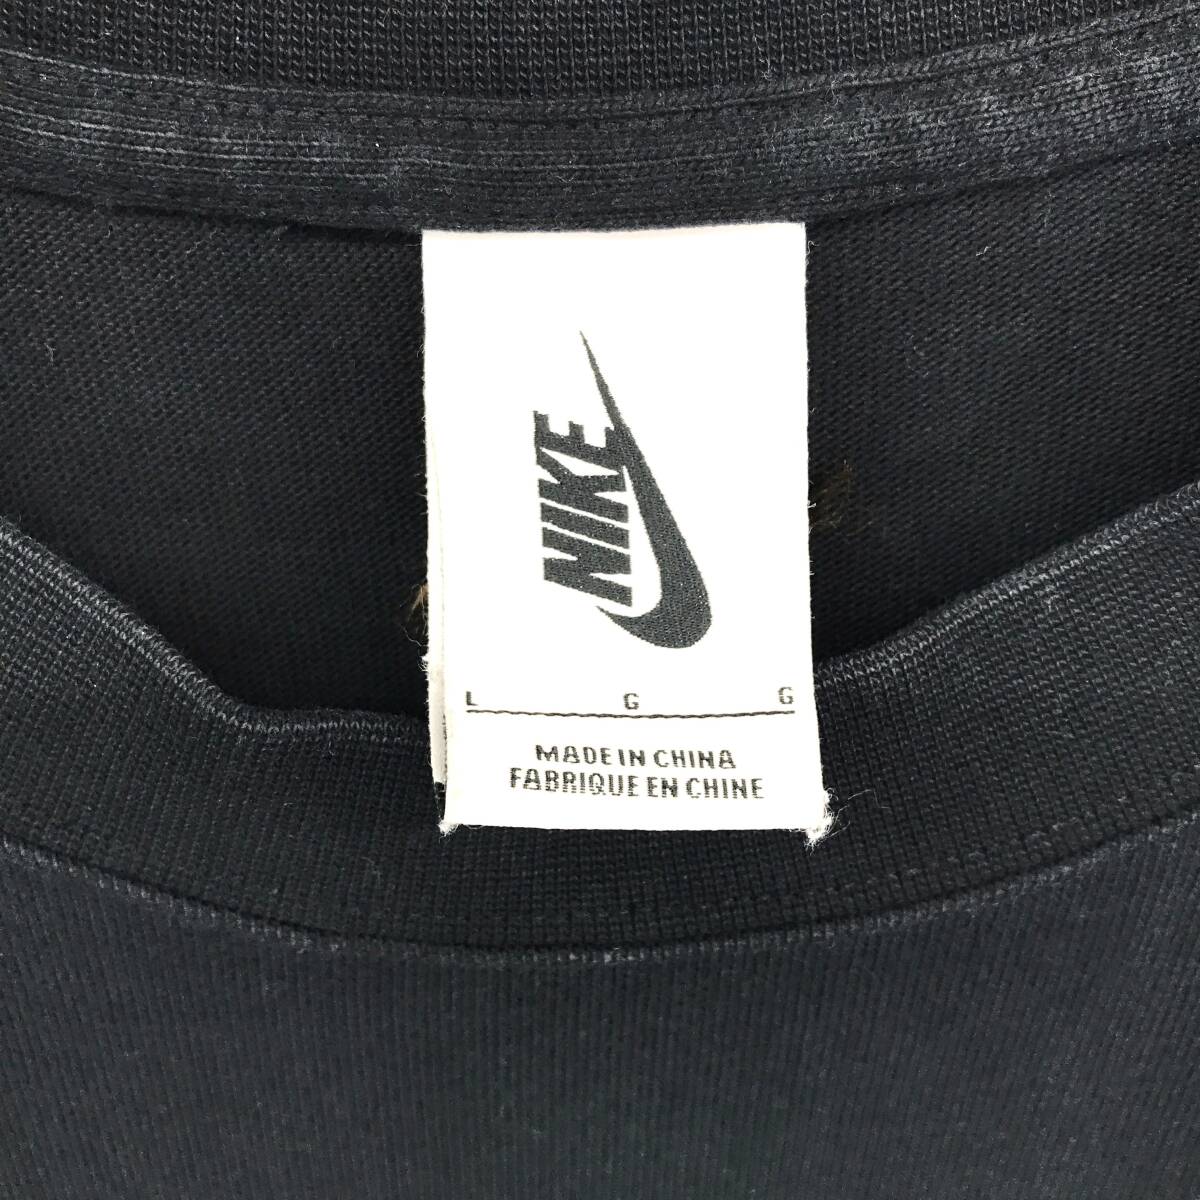 NIKE
L G G
MADE IN CHINA
FABRIQUE EN CHINE